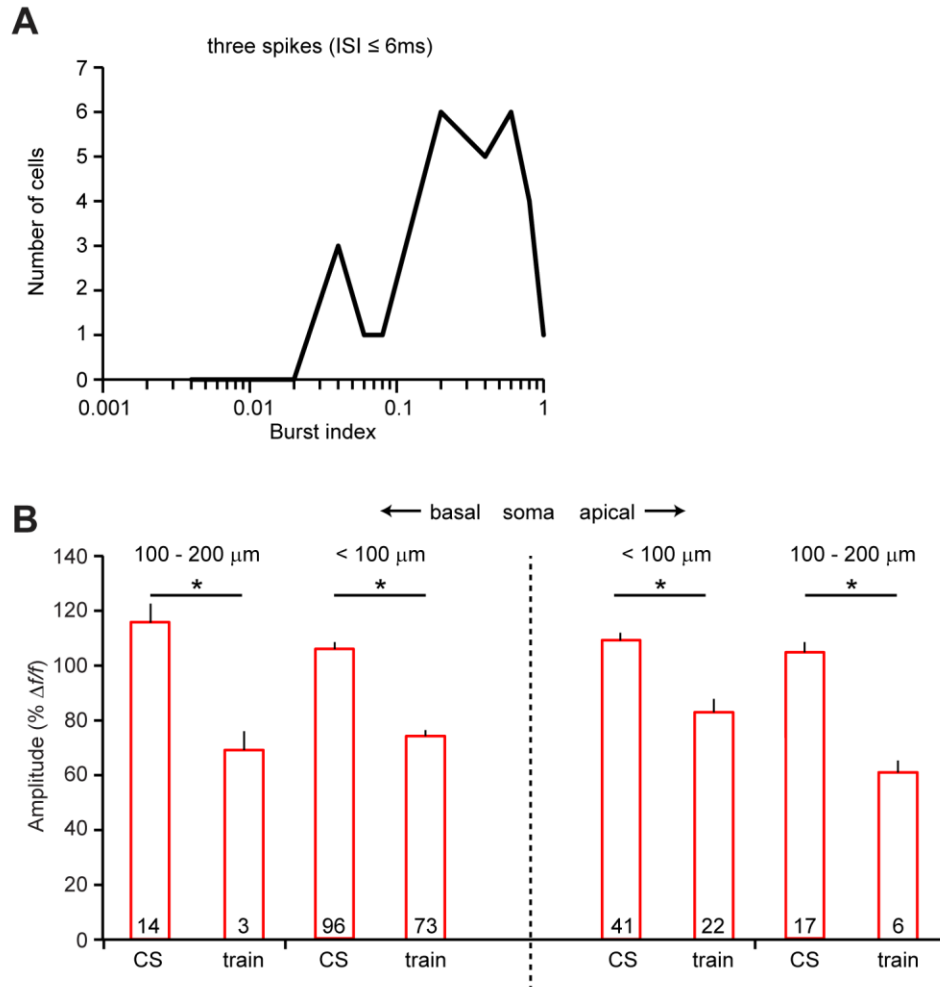 A
three spikes (ISI ≤ 6ms)
Number of cells
7
6
5
4
3
2
1
0
0.001 0.01 0.1 1
Burst index
B
basal soma apical
100 - 200 μm < 100 μm < 100 μm 100 - 200 μm
* * * *
Amplitude (% Δf/f)
140
120
100
80
60
40
20
0
14 3 96 73 41 22 17 6
CS train CS train CS train CS train